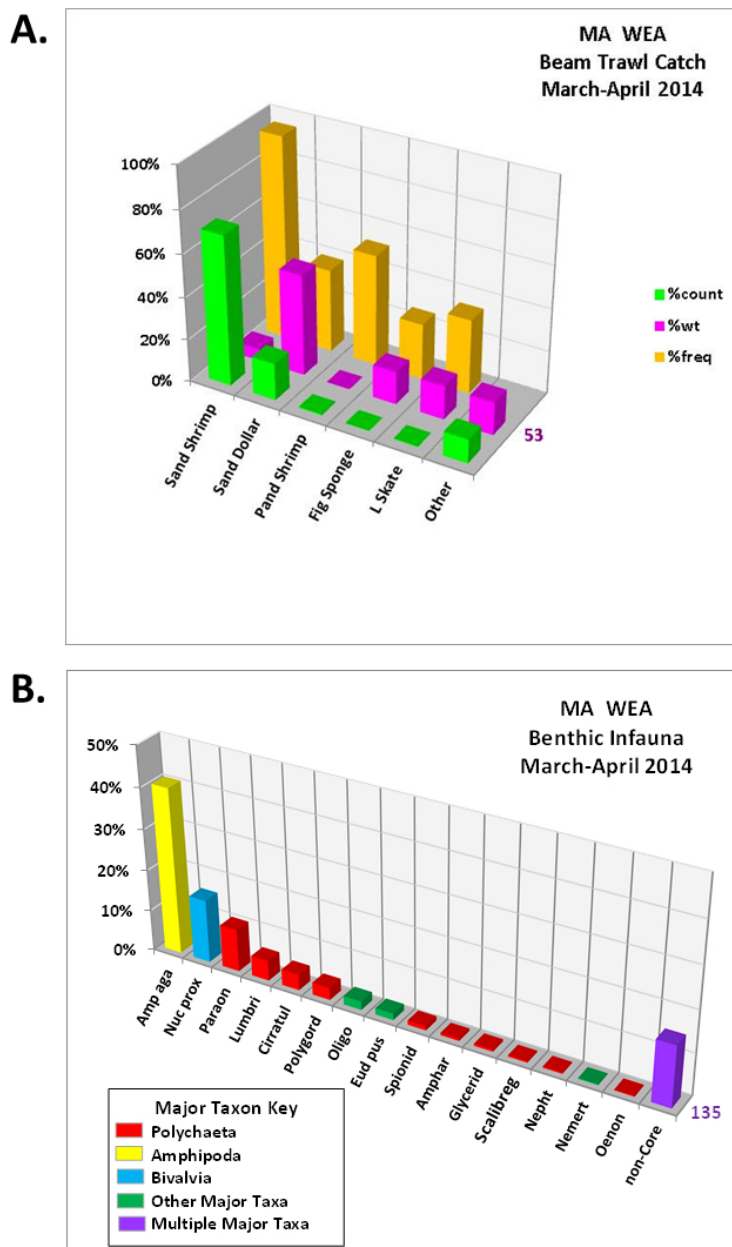 A.
MA WEA
Beam Trawl Catch
March-April 2014
100%
80%
60%
40%
20%
0%
%count
%wt
%freq
Sand Shrimp
Sand Dollar
Pand Shrimp
Fig Sponge
L Skate
Other
53
B.
MA WEA
Benthic Infauna
March-April 2014
50%
40%
30%
20%
10%
0%
Amp aga
Nuc prox
Paraon
Lumbri
Cirratul
Polygord
Oligo
Eud pus
Spionid
Amphar
Glycerid
Scalibreg
Nepht
Nemert
Oenon
non-Core
135
Major Taxon Key
Polychaeta
Amphipoda
Bivalvia
Other Major Taxa
Multiple Major Taxa